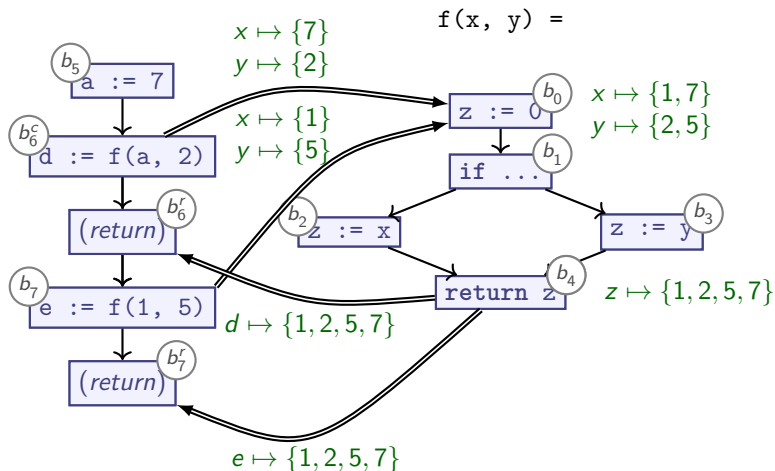 f(x, y) =
x ↦ {7}
y ↦ {2}
b₅
a := 7
b₆ᶜ
d := f(a, 2)
x ↦ {1}
y ↦ {5}
b₀
z := 0
x ↦ {1, 7}
y ↦ {2, 5}
b₁
if ...
b₆ʳ
(return)
b₂
z := x
b₃
z := y
b₇
e := f(1, 5)
b₄
return z
z ↦ {1, 2, 5, 7}
d ↦ {1, 2, 5, 7}
b₇ʳ
(return)
e ↦ {1, 2, 5, 7}